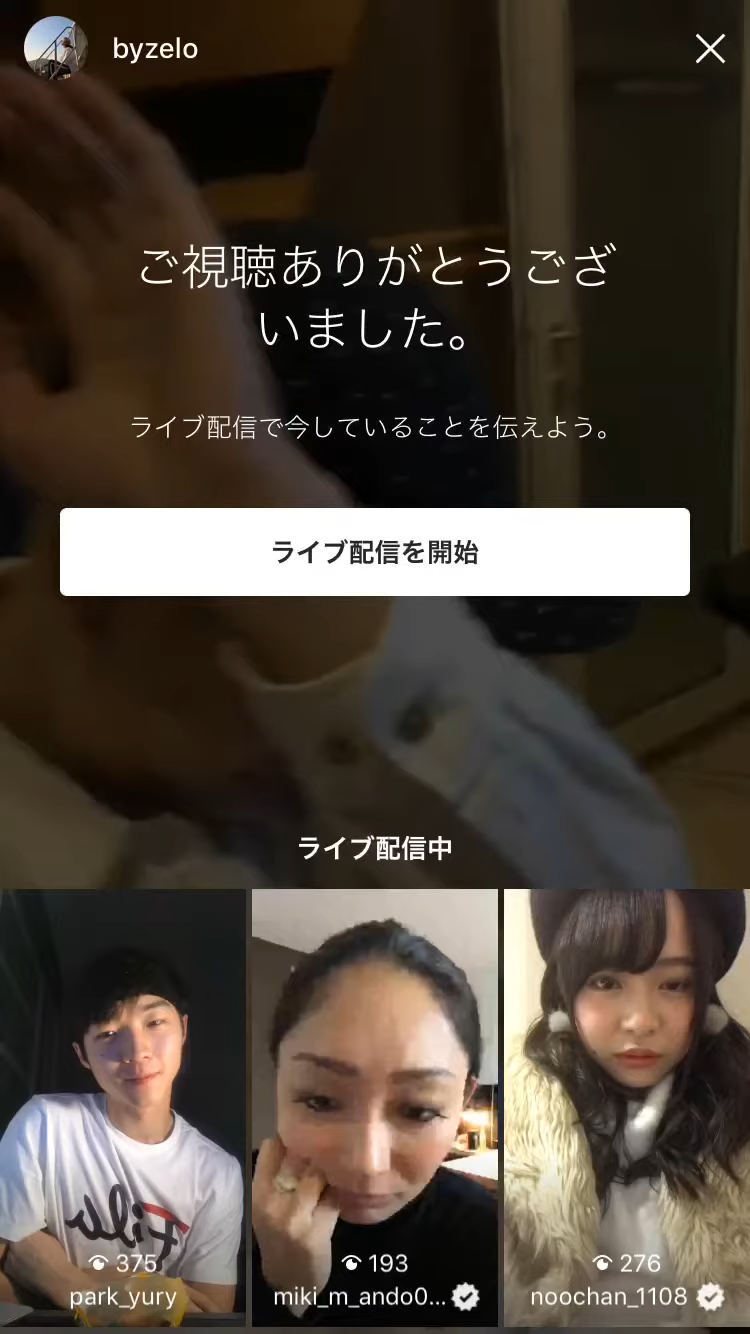 byzelo
ご視聴ありがとうござ
いました。
ライブ配信で今していることを伝えよう。
ライブ配信を開始
ライブ配信中
Fila
375
park_yury
193
miki_m_ando0...
276
noochan_1108